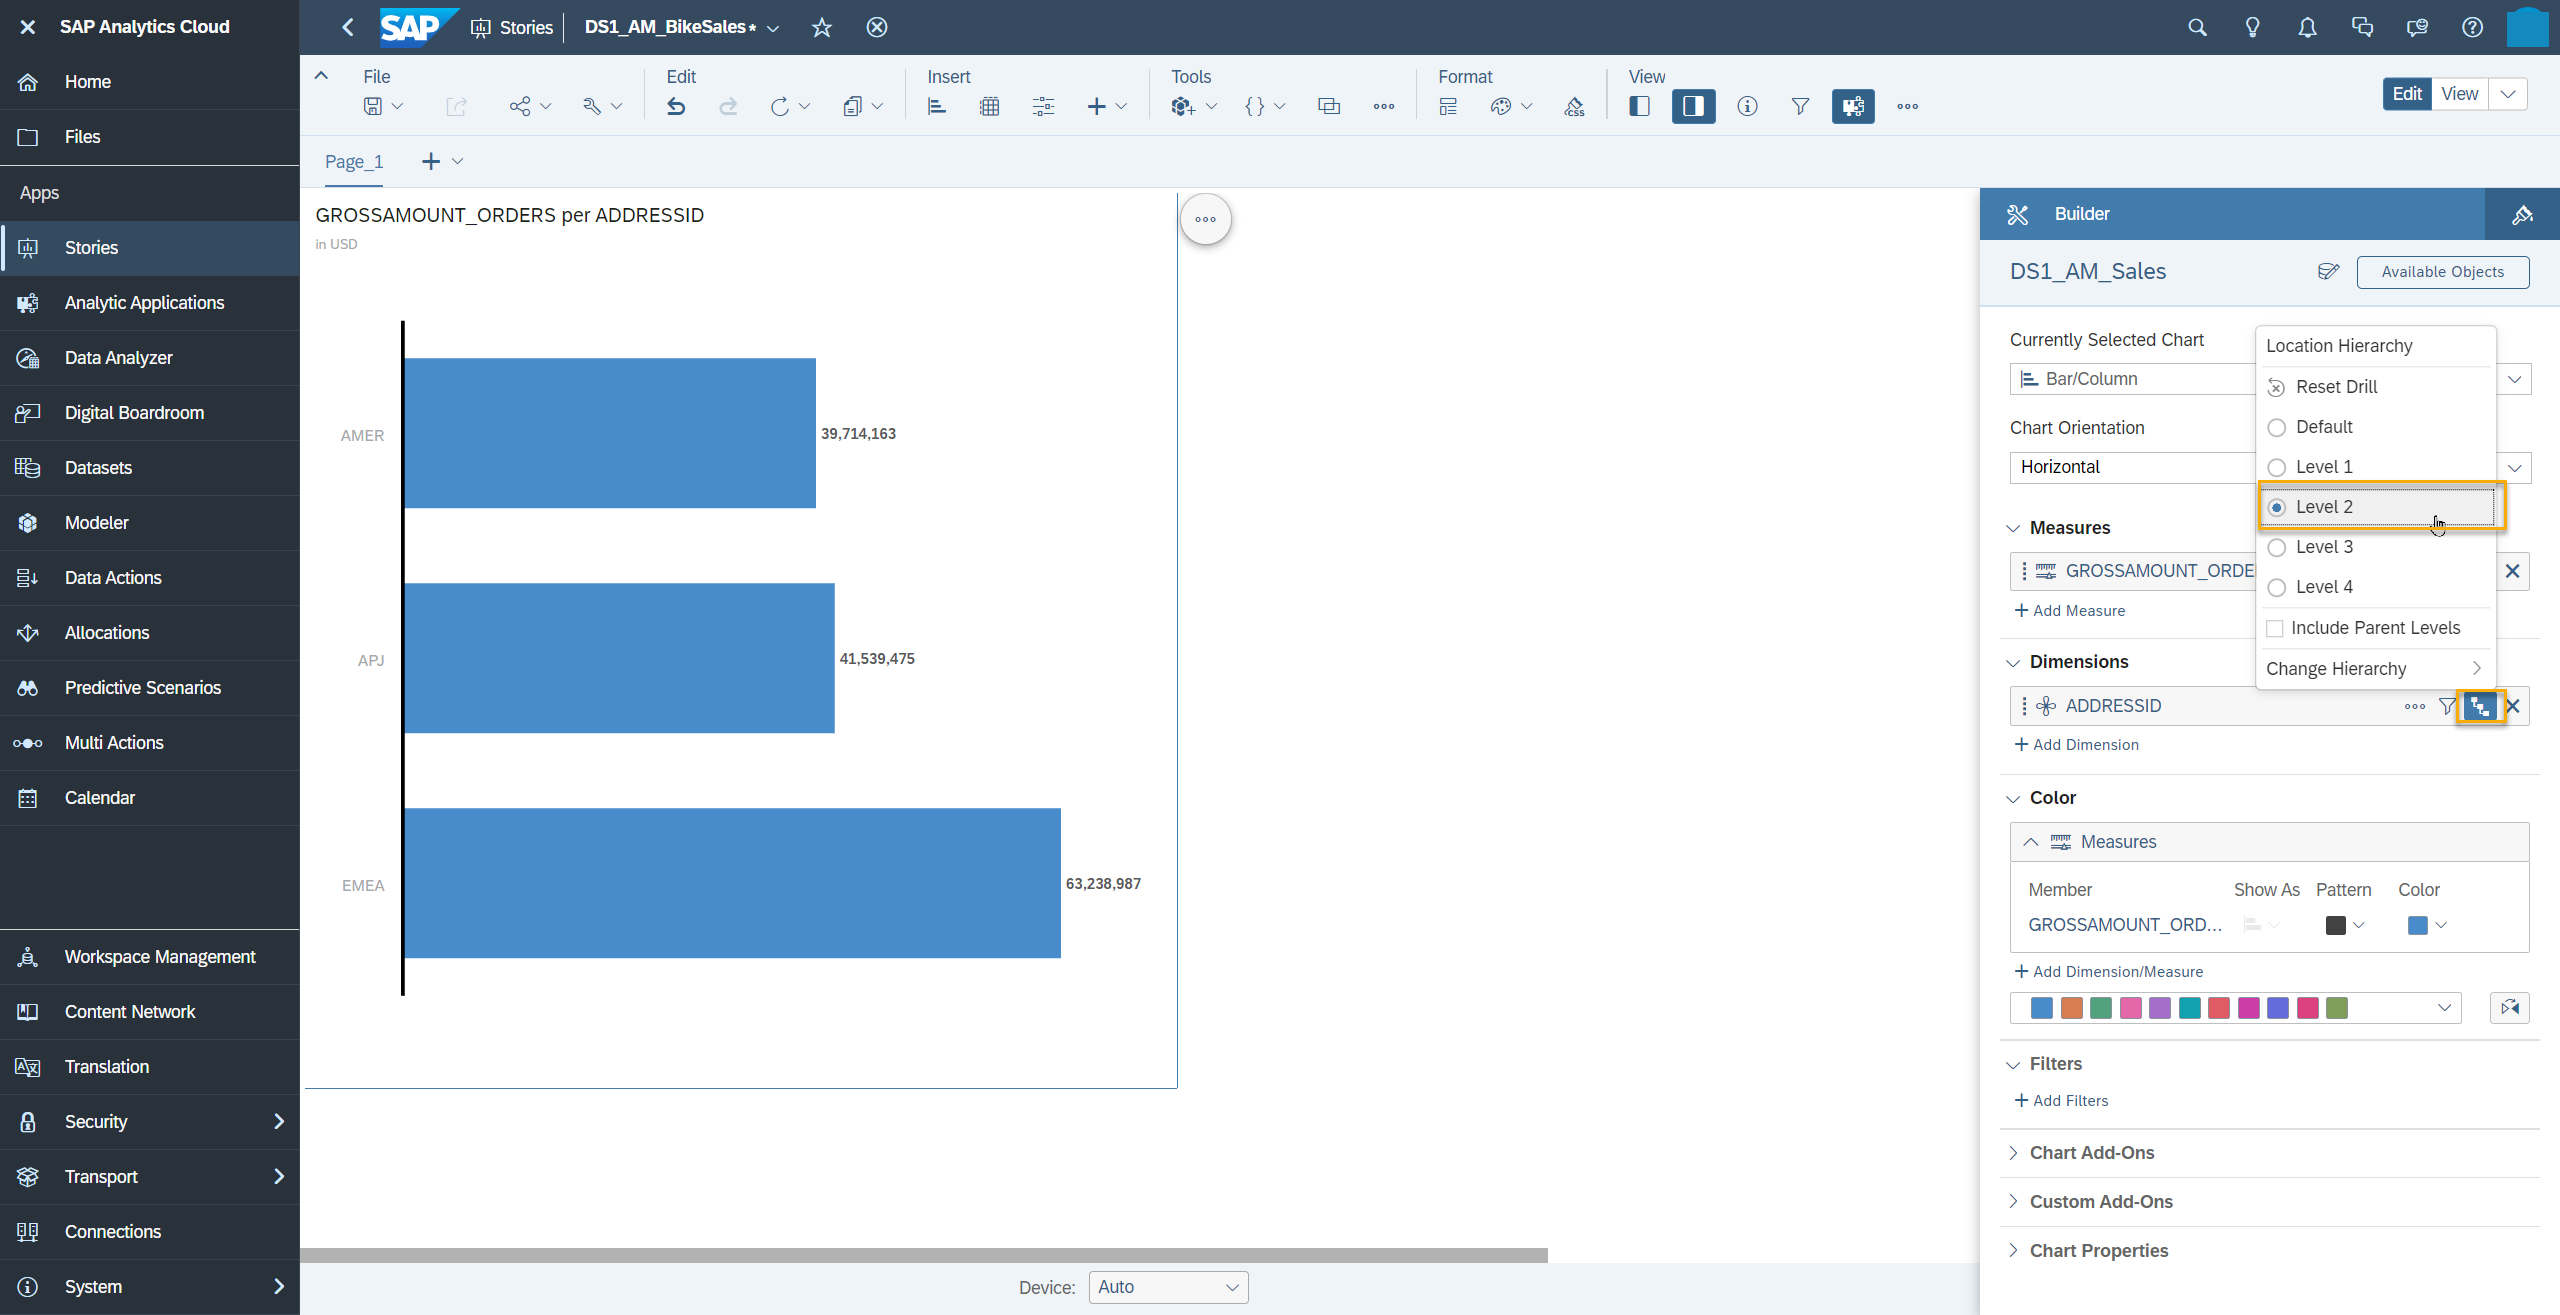 SAP Analytics Cloud
Home
Files
Apps
Stories
Analytic Applications
Data Analyzer
Digital Boardroom
Datasets
Modeler
Data Actions
Allocations
Predictive Scenarios
Multi Actions
Calendar
Workspace Management
Content Network
Translation
Security
Transport
Connections
System
SAP
Stories
DS1_AM_BikeSales*
File
Edit
Insert
Tools
Format
View
css
Edit
View
Page_1
GROSSAMOUNT_ORDERS per ADDRESSID
in USD
AMER
39,714,163
APJ
41,539,475
EMEA
63,238,987
Device:
Auto
Builder
DS1_AM_Sales
Available Objects
Currently Selected Chart
Bar/Column
Chart Orientation
Horizontal
Measures
GROSSAMOUNT_ORDE
+ Add Measure
Location Hierarchy
Reset Drill
Default
Level 1
Level 2
Level 3
Level 4
Include Parent Levels
Change Hierarchy
Dimensions
ADDRESSID
+ Add Dimension
Color
Measures
Member
Show As
Pattern
Color
GROSSAMOUNT_ORD...
+ Add Dimension/Measure
Filters
+ Add Filters
Chart Add-Ons
Custom Add-Ons
Chart Properties